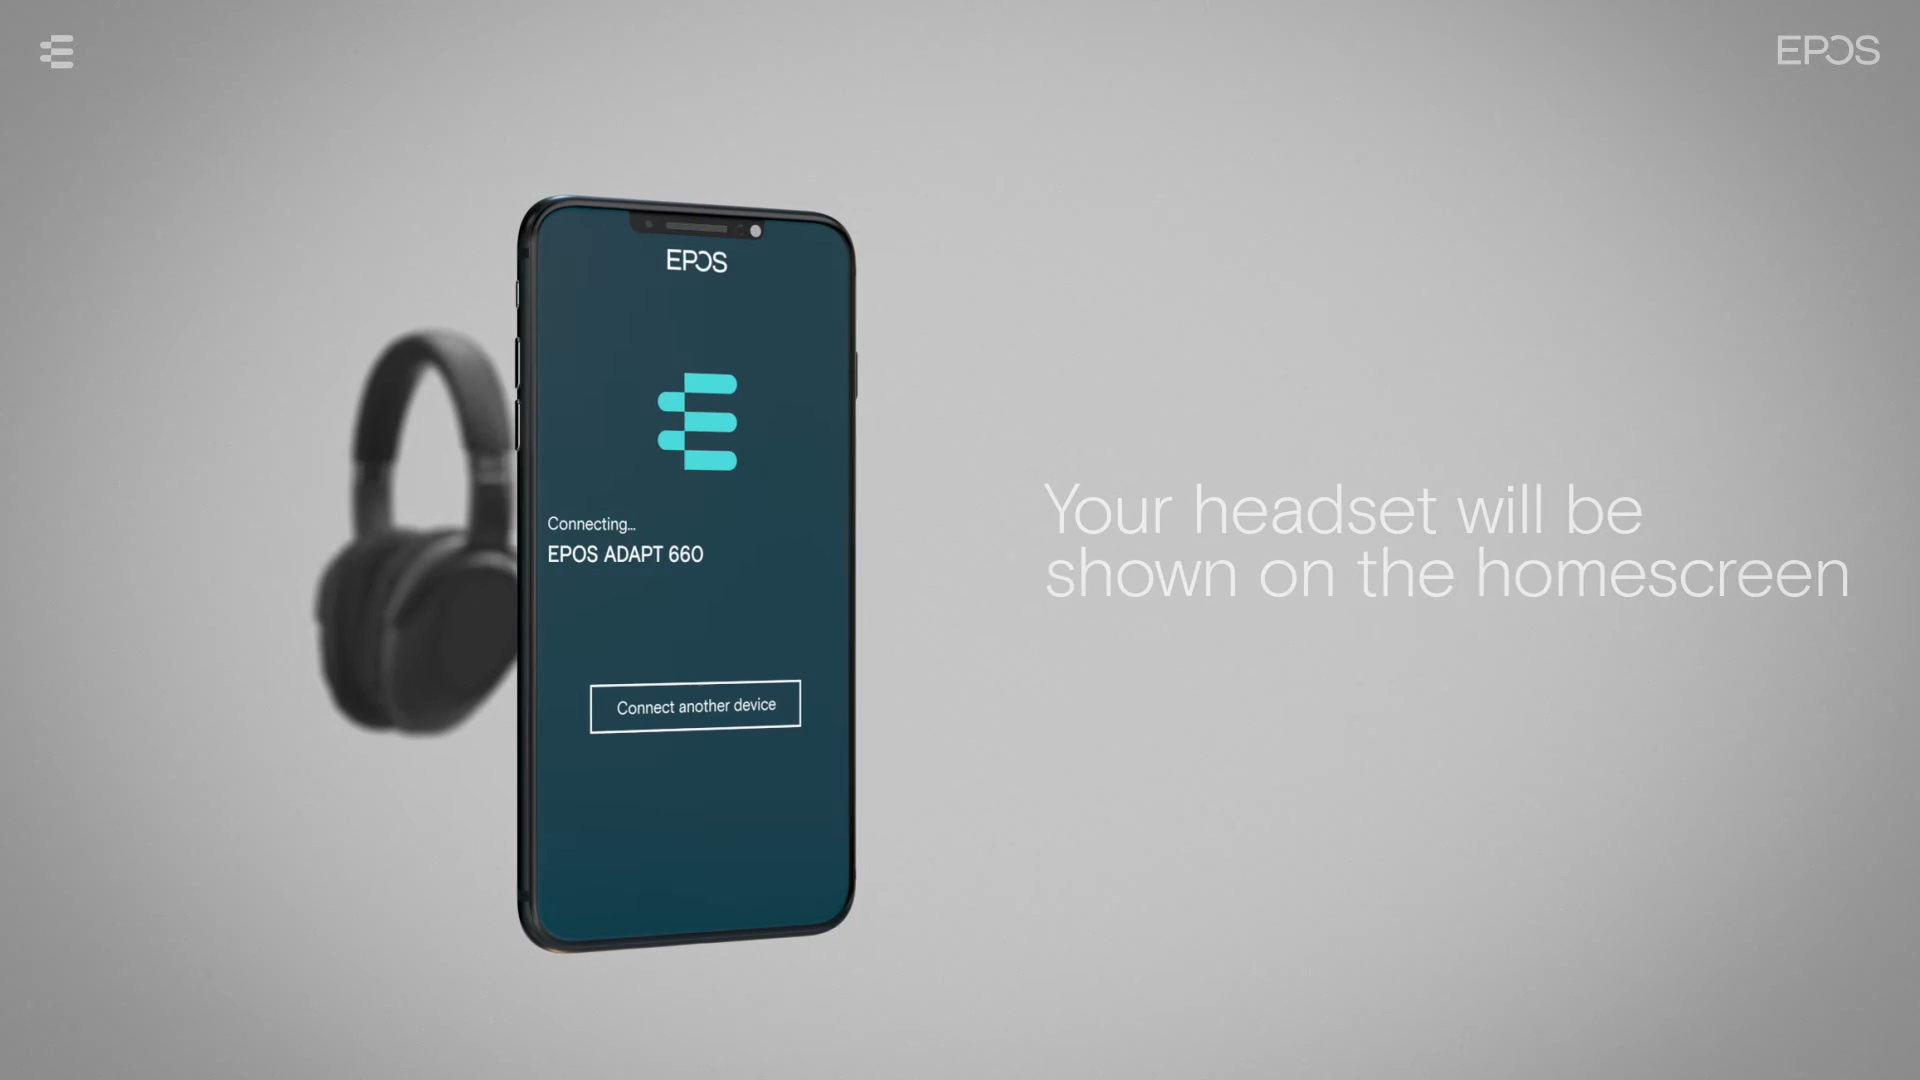 EPOS
EPOS
Connecting...
EPOS ADAPT 660
Connect another device
Your headset will be
shown on the homescreen